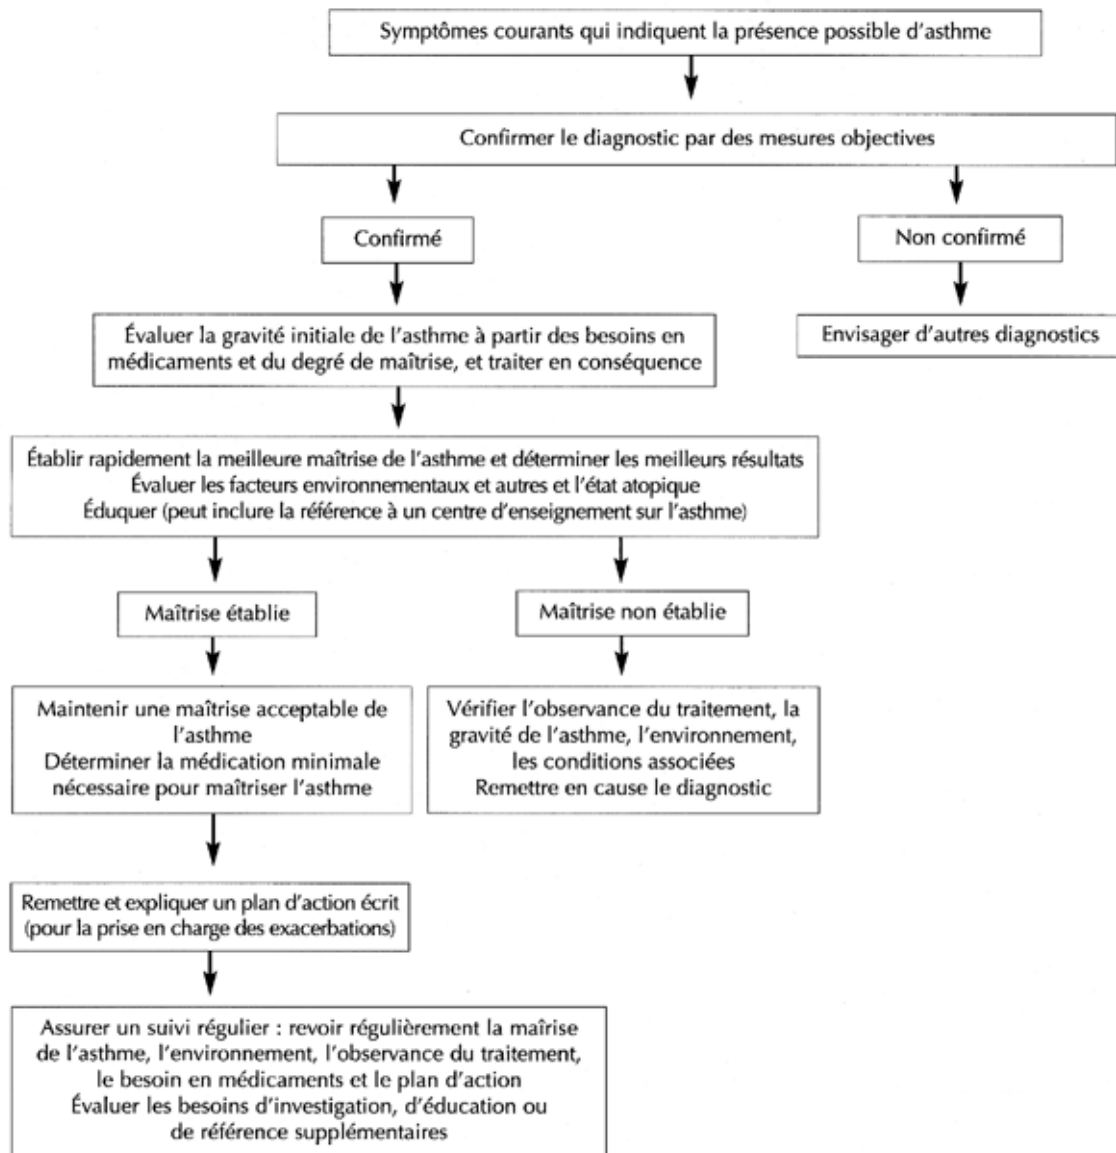 Symptômes courants qui indiquent la présence possible d'asthme
Confirmer le diagnostic par des mesures objectives
Confirmé
Non confirmé
Évaluer la gravité initiale de l'asthme à partir des besoins en
médicaments et du degré de maîtrise, et traiter en conséquence
Envisager d'autres diagnostics
Établir rapidement la meilleure maîtrise de l'asthme et déterminer les meilleurs résultats
Évaluer les facteurs environnementaux et autres et l'état atopique
Éduquer (peut inclure la référence à un centre d'enseignement sur l'asthme)
Maîtrise établie
Maîtrise non établie
Maintenir une maîtrise acceptable de
l'asthme
Déterminer la médication minimale
nécessaire pour maîtriser l'asthme
Vérifier l'observance du traitement, la
gravité de l'asthme, l'environnement,
les conditions associées
Remettre en cause le diagnostic
Remettre et expliquer un plan d'action écrit
(pour la prise en charge des exacerbations)
Assurer un suivi régulier : revoir régulièrement la maîrise
de l'asthme, l'environnement, l'observance du traitement,
le besoin en médicaments et le plan d'action
Évaluer les besoins d'investigation, d'éducation ou
de référence supplémentaires